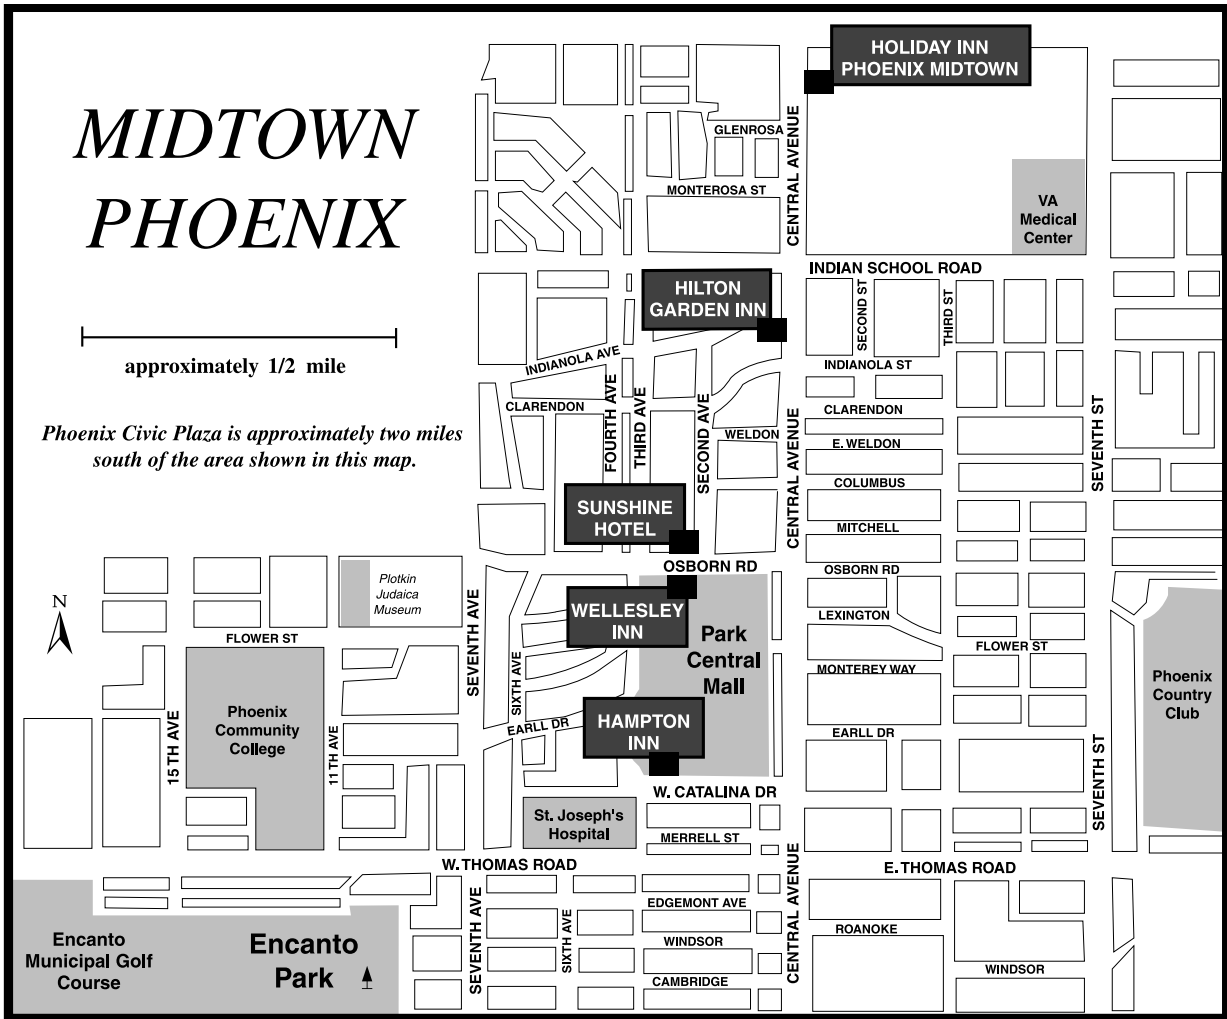 MIDTOWN
PHOENIX
approximately 1/2 mile
Phoenix Civic Plaza is approximately two miles
south of the area shown in this map.
N
HOLIDAY INN
PHOENIX MIDTOWN
GLENROSA
MONTEROSA ST
CENTRAL AVENUE
VA
Medical
Center
INDIAN SCHOOL ROAD
HILTON
GARDEN INN
SECOND ST
THIRD ST
INDIANOLA AVE
INDIANOLA ST
CLARENDON
FOURTH AVE
THIRD AVE
SECOND AVE
WELDON
CENTRAL AVENUE
CLARENDON
E. WELDON
COLUMBUS
MITCHELL
SEVENTH ST
SUNSHINE
HOTEL
OSBORN RD
OSBORN RD
Plotkin
Judaica
Museum
WELLESLEY
INN
Park
Central
Mall
LEXINGTON
FLOWER ST
FLOWER ST
MONTEREY WAY
SEVENTH AVE
SIXTH AVE
Phoenix
Country
Club
Phoenix
Community
College
15 TH AVE
11 TH AVE
EARLL DR
HAMPTON
INN
EARLL DR
SEVENTH ST
W. CATALINA DR
St. Joseph's
Hospital
MERRELL ST
W. THOMAS ROAD
E. THOMAS ROAD
CENTRAL AVENUE
SEVENTH AVE
SIXTH AVE
EDGEMONT AVE
WINDSOR
CAMBRIDGE
ROANOKE
WINDSOR
Encanto
Municipal Golf
Course
Encanto
Park